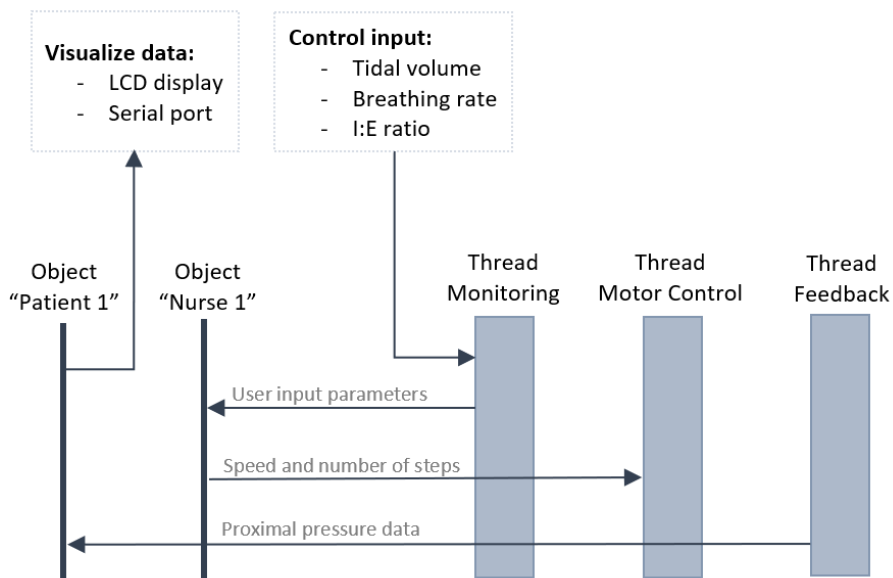 Visualize data:
- LCD display
- Serial port
Control input:
- Tidal volume
- Breathing rate
- I:E ratio
Object
“Patient 1”
Object
“Nurse 1”
Thread
Monitoring
Thread
Motor Control
Thread
Feedback
User input parameters
Speed and number of steps
Proximal pressure data